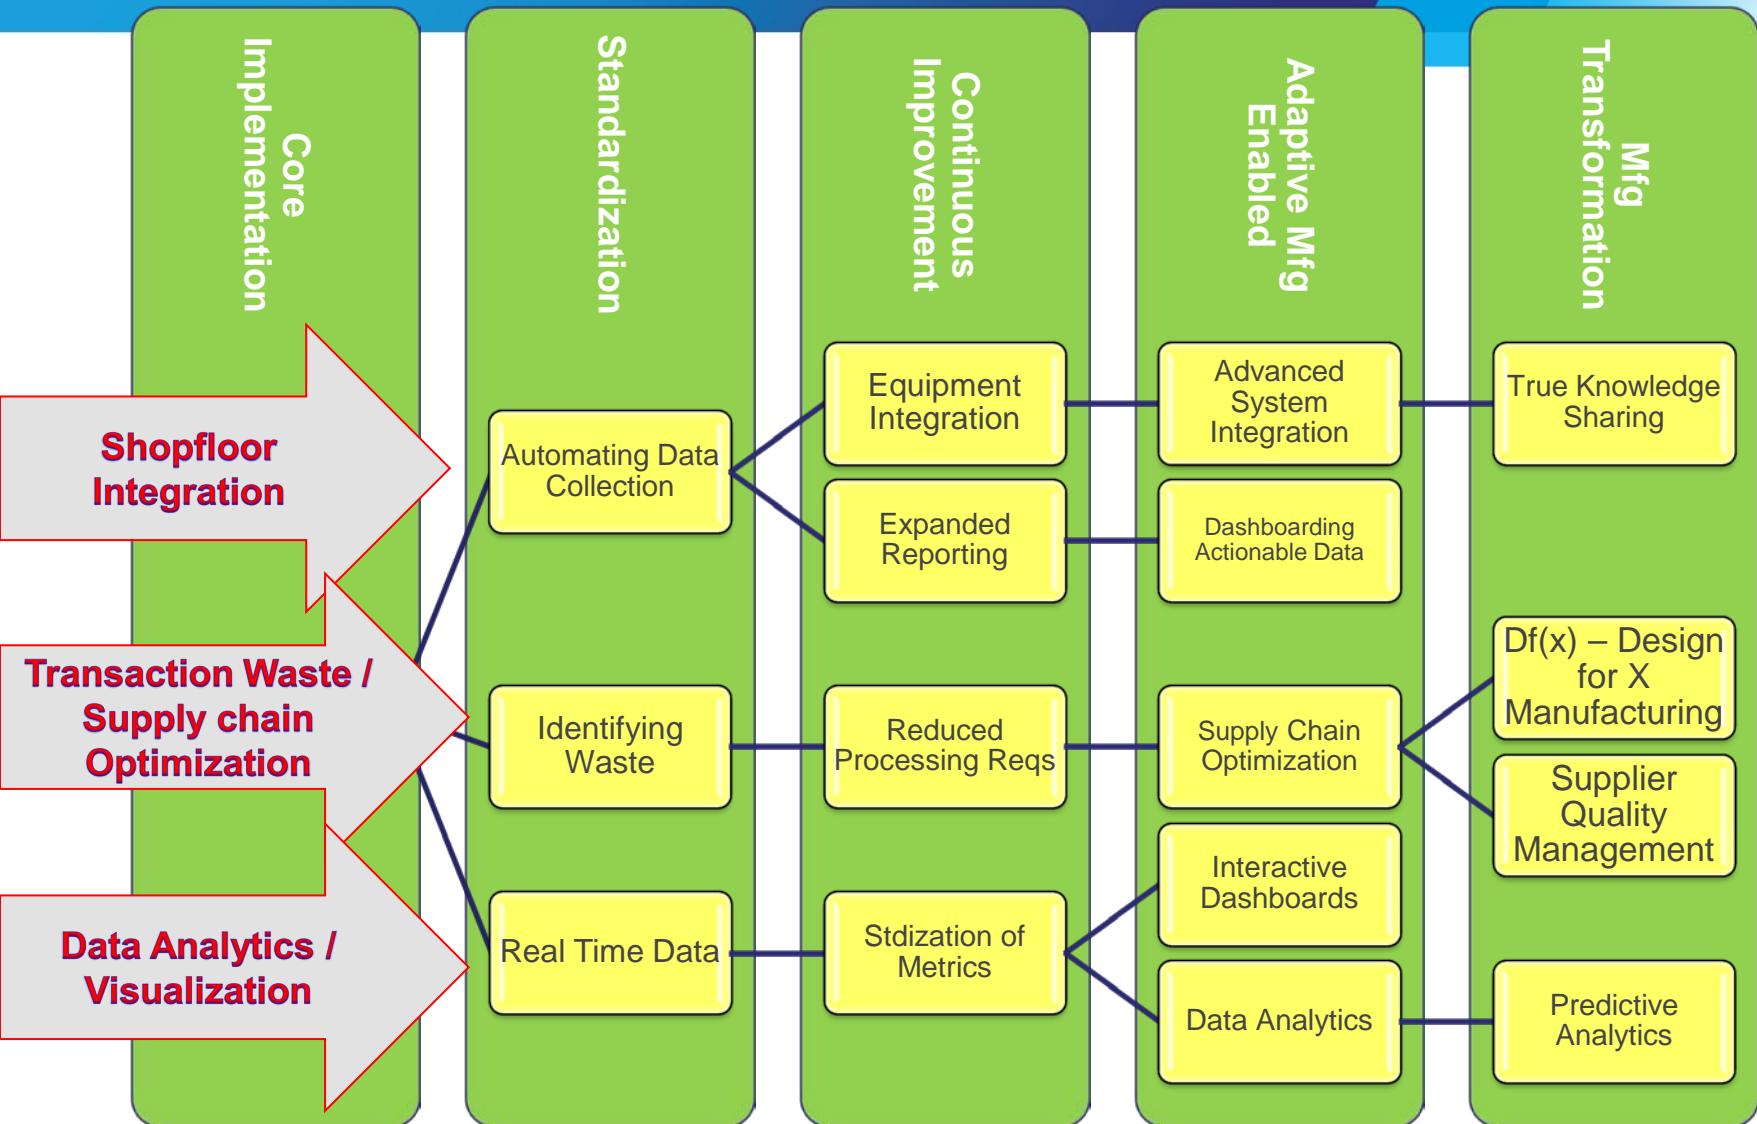 Core
Implementation
Standardization
Continuous
Improvement
Adaptive Mfg
Enabled
Mfg
Transformation
Shopfloor
Integration
Automating Data
Collection
Equipment
Integration
Advanced
System
Integration
True Knowledge
Sharing
Expanded
Reporting
Dashboarding
Actionable Data
Transaction Waste /
Supply chain
Optimization
Identifying
Waste
Reduced
Processing Reqs
Supply Chain
Optimization
Df(x) – Design
for X
Manufacturing
Supplier
Quality
Management
Data Analytics /
Visualization
Real Time Data
Stdization of
Metrics
Interactive
Dashboards
Data Analytics
Predictive
Analytics